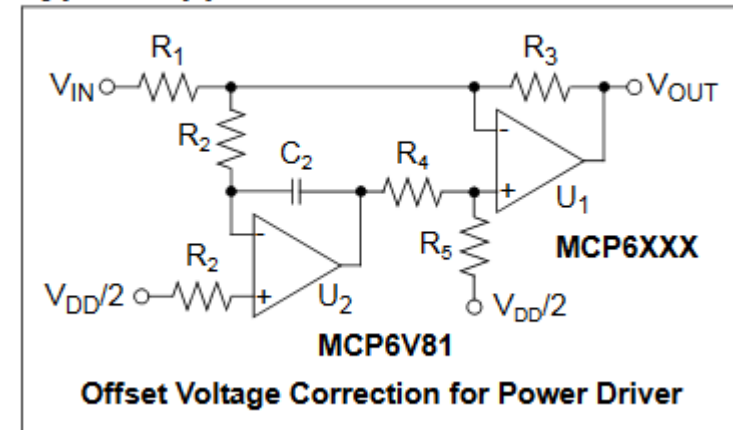 R1
R3
VIN
VOUT
R2
C2
R4
U1
R5
MCP6XXX
R2
VDD/2
U2
VDD/2
MCP6V81
Offset Voltage Correction for Power Driver